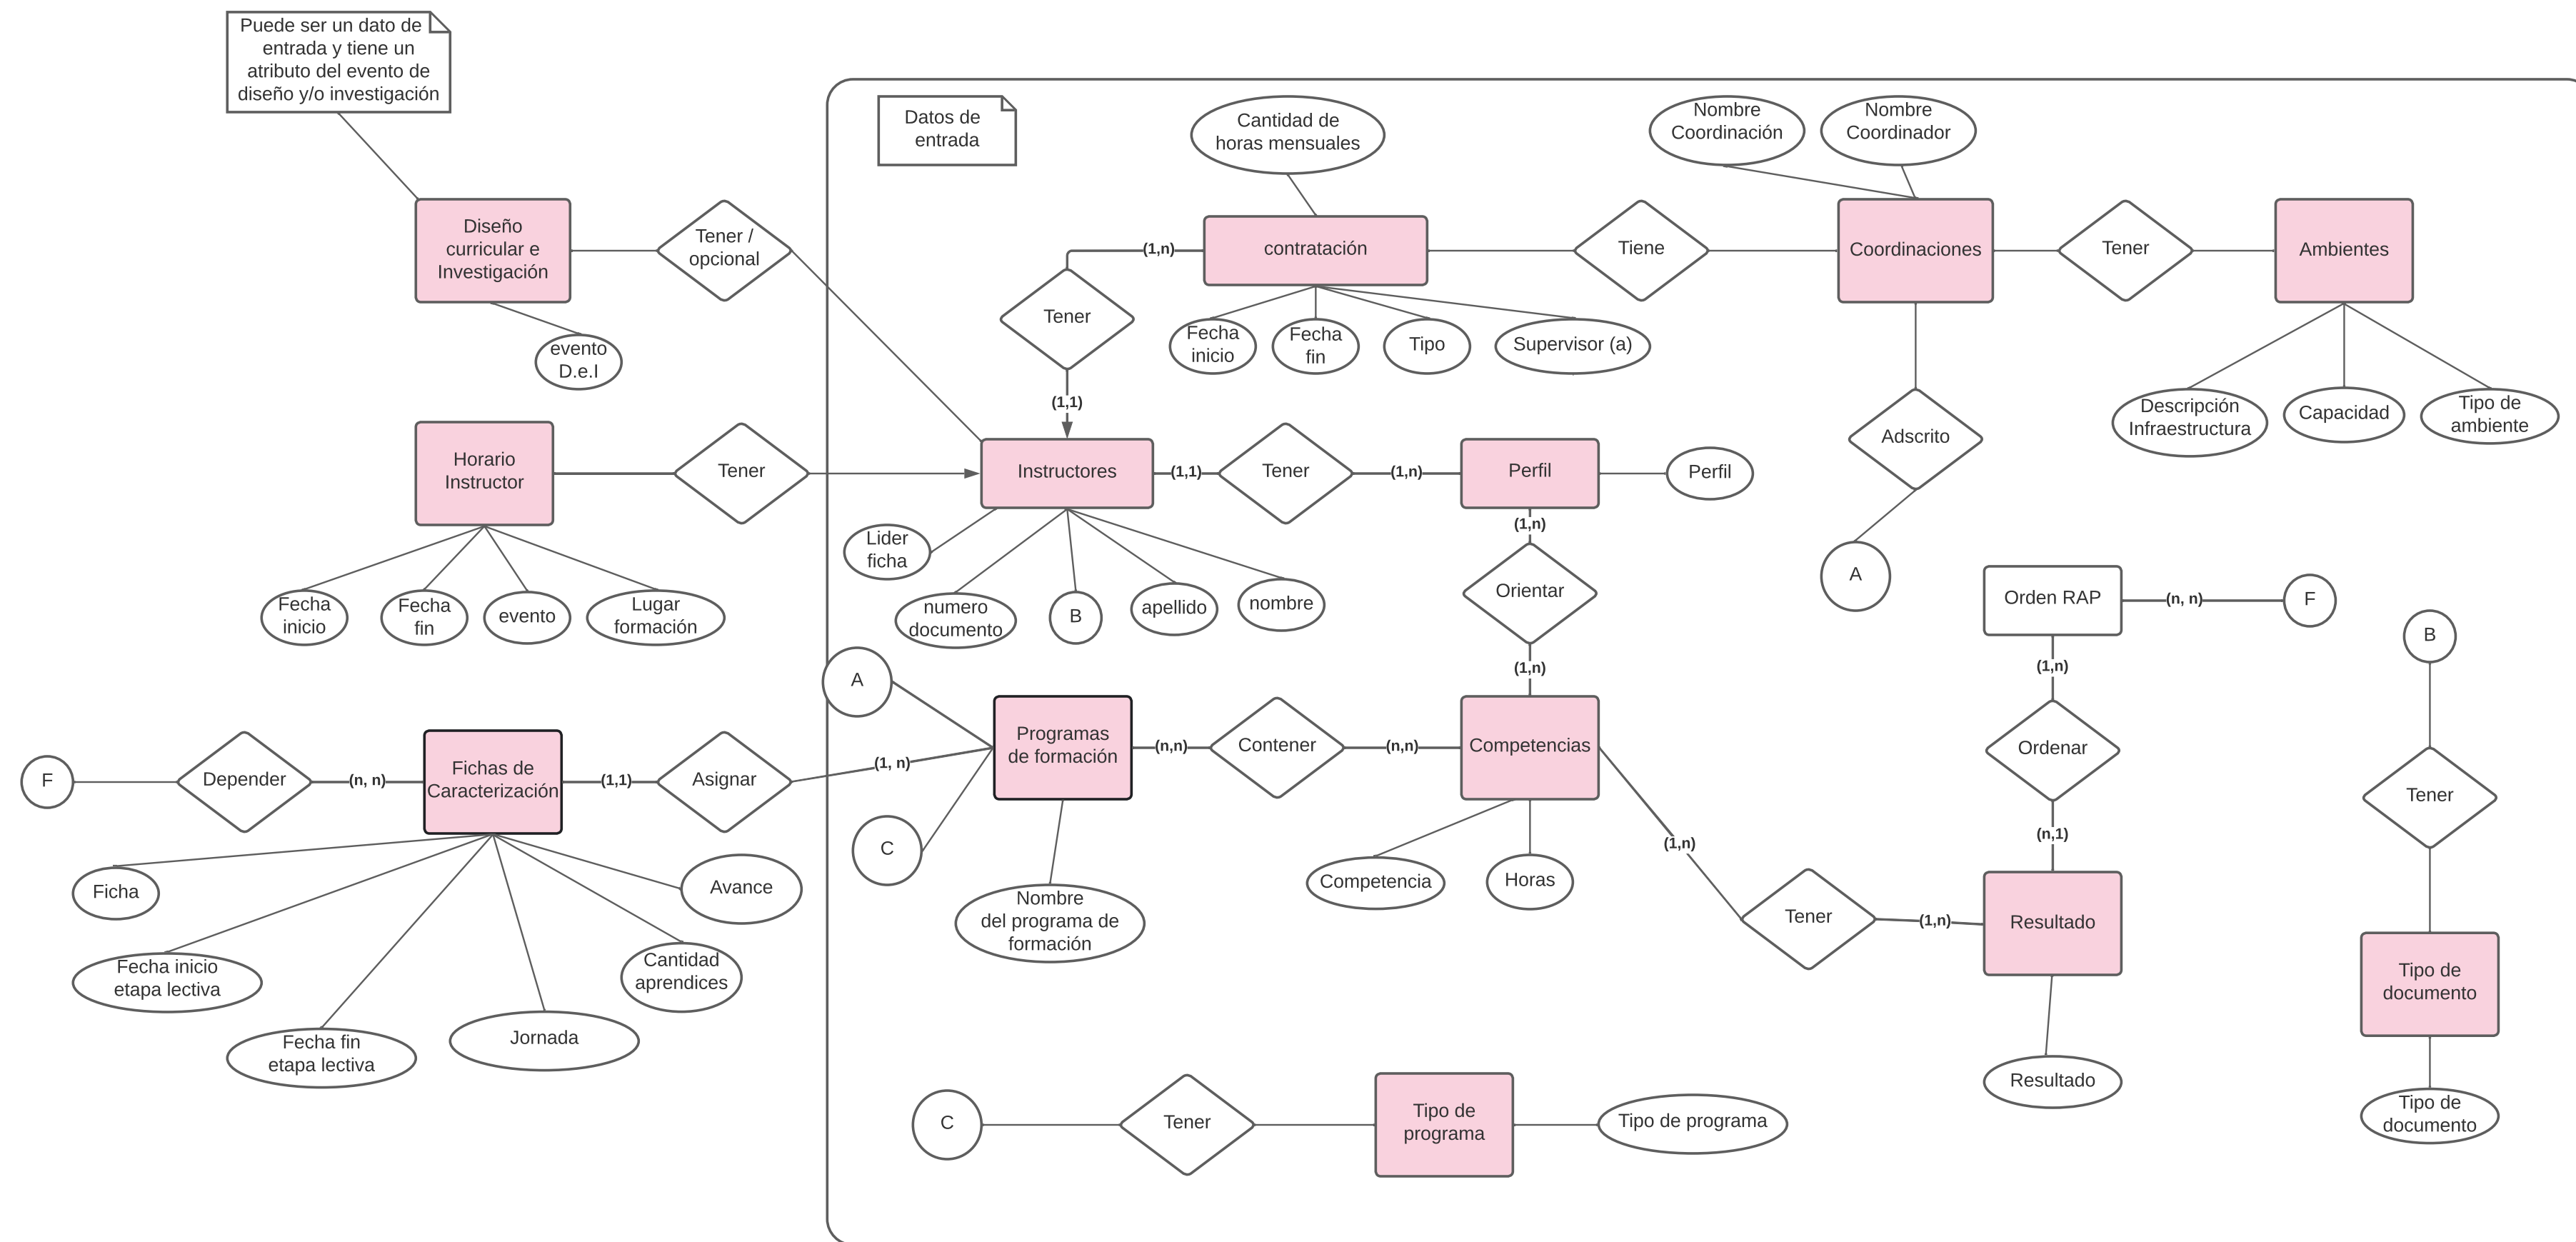 Puede ser un dato de
entrada y tiene un
atributo del evento de
diseño y/o investigación
Datos de
entrada
Cantidad de
horas mensuales
Nombre
Coordinación
Nombre
Coordinador
Diseño
curricular e
Investigación
Tener /
opcional
(1,n)
contratación
Tiene
Coordinaciones
Tener
Ambientes
Tener
Fecha
inicio
Fecha
fin
Tipo
Supervisor (a)
evento
D.e.I
(1,1)
Descripción
Infraestructura
Capacidad
Tipo de
ambiente
Adscrito
Horario
Instructor
Tener
Instructores
(1,1)
Tener
(1,n)
Perfil
Perfil
(1,n)
Lider
ficha
A
Orientar
Orden RAP
(n, n)
F
Fecha
inicio
Fecha
fin
evento
Lugar
formación
numero
documento
B
apellido
nombre
B
(1,n)
(1,n)
A
Programas
de formación
(n,n)
Contener
(n,n)
Competencias
Ordenar
F
Depender
(n, n)
Fichas de
Caracterización
(1,1)
Asignar
(1, n)
Tener
(n,1)
C
(1,n)
Ficha
Avance
Competencia
Horas
Nombre
del programa de
formación
Tener
(1,n)
Resultado
Fecha inicio
etapa lectiva
Cantidad
aprendices
Tipo de
documento
Fecha fin
etapa lectiva
Jornada
Resultado
C
Tener
Tipo de
programa
Tipo de programa
Tipo de
documento